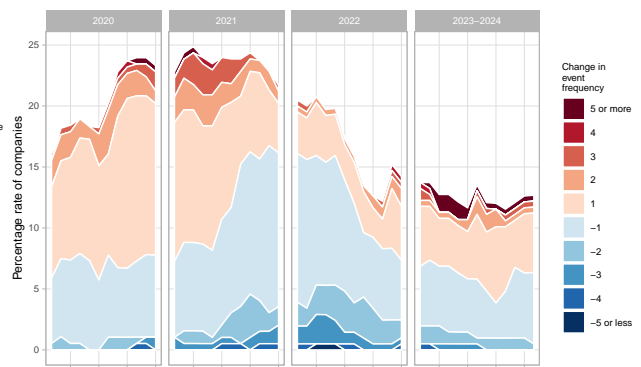 2020 2021 2022 2023–2024
Percentage rate of companies
25
20
15
10
5
0
Change in
event
frequency
5 or more
4
3
2
1
−1
−2
−3
−4
−5 or less